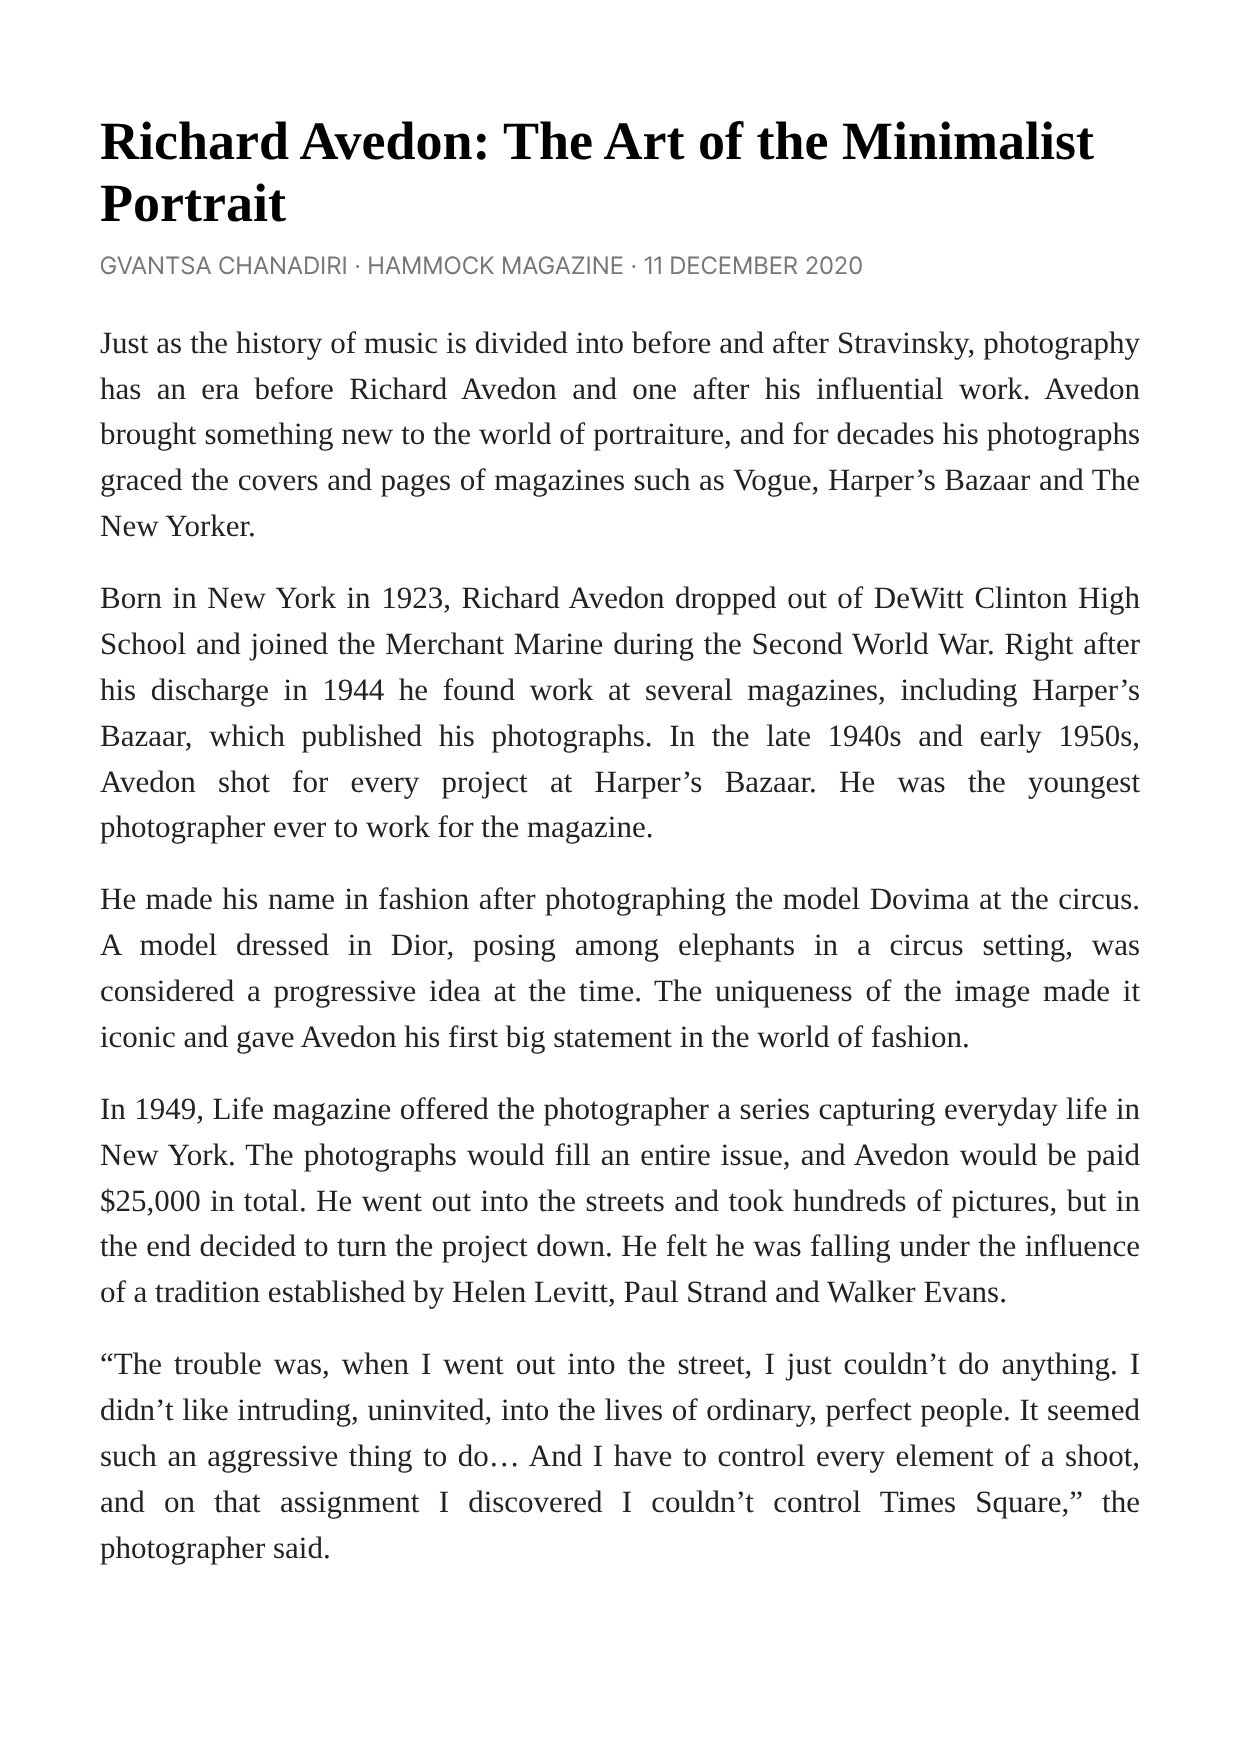 Richard Avedon: The Art of the Minimalist
Portrait
GVANTSA CHANADIRI · HAMMOCK MAGAZINE · 11 DECEMBER 2020
Just as the history of music is divided into before and after Stravinsky, photography
has an era before Richard Avedon and one after his influential work. Avedon
brought something new to the world of portraiture, and for decades his photographs
graced the covers and pages of magazines such as Vogue, Harper’s Bazaar and The
New Yorker.
Born in New York in 1923, Richard Avedon dropped out of DeWitt Clinton High
School and joined the Merchant Marine during the Second World War. Right after
his discharge in 1944 he found work at several magazines, including Harper’s
Bazaar, which published his photographs. In the late 1940s and early 1950s,
Avedon shot for every project at Harper’s Bazaar. He was the youngest
photographer ever to work for the magazine.
He made his name in fashion after photographing the model Dovima at the circus.
A model dressed in Dior, posing among elephants in a circus setting, was
considered a progressive idea at the time. The uniqueness of the image made it
iconic and gave Avedon his first big statement in the world of fashion.
In 1949, Life magazine offered the photographer a series capturing everyday life in
New York. The photographs would fill an entire issue, and Avedon would be paid
$25,000 in total. He went out into the streets and took hundreds of pictures, but in
the end decided to turn the project down. He felt he was falling under the influence
of a tradition established by Helen Levitt, Paul Strand and Walker Evans.
“The trouble was, when I went out into the street, I just couldn’t do anything. I
didn’t like intruding, uninvited, into the lives of ordinary, perfect people. It seemed
such an aggressive thing to do… And I have to control every element of a shoot,
and on that assignment I discovered I couldn’t control Times Square,” the
photographer said.